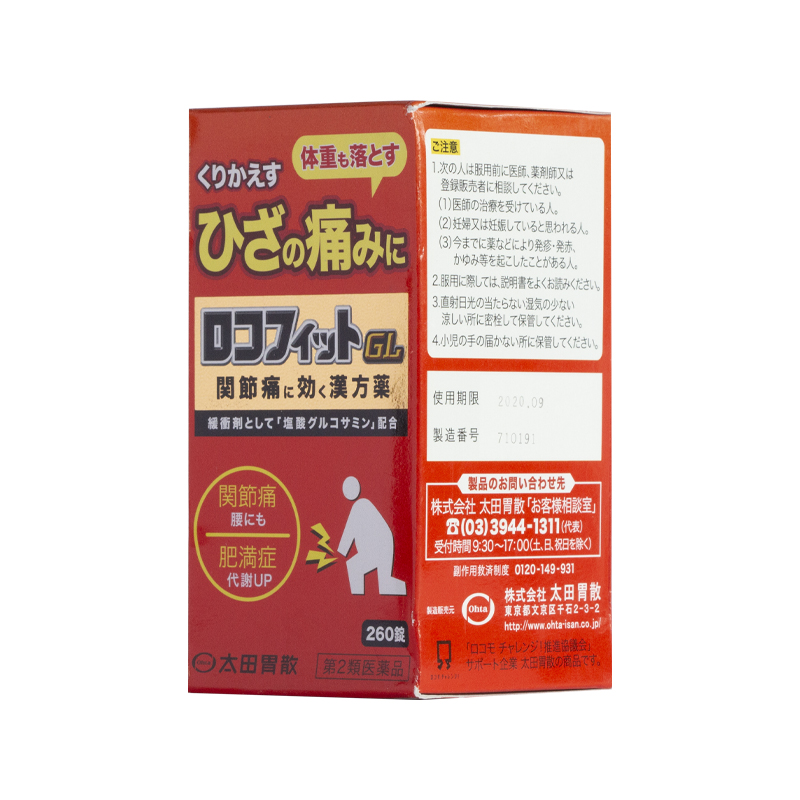 体重も落とす
くりかえす
ひざの痛みに
ロコフィットGL
関節痛に効く漢方薬
緩衝剤として「塩酸グルコサミン」配合
関節痛
腰にも
肥満症
代謝UP
260錠
Ohta 太田胃散
第2類医薬品
ご注意
1.次の人は服用前に医師、薬剤師又は
登録販売者に相談してください。
(1)医師の治療を受けている人。
(2)妊婦又は妊娠していると思われる人。
(3)今までに薬などにより発疹・発赤、
かゆみ等を起こしたことがある人。
2.服用に際しては、説明書をよくお読みください。
3.直射日光の当たらない湿気の少ない
涼しい所に密栓して保管してください。
4.小児の手の届かない所に保管してください。
使用期限 2020.09
製造番号 710191
製品のお問い合わせ先
株式会社 太田胃散「お客様相談室」
☎(03)3944-1311(代表)
受付時間9:30〜17:00(土、日、祝日を除く)
副作用救済制度 0120-149-931
製造販売元 Ohta 株式会社 太田胃散
東京都文京区千石2-3-2
http://www.ohta-isan.co.jp
「ロコモ チャレンジ!推進協議会」
サポート企業 太田胃散の商品です。